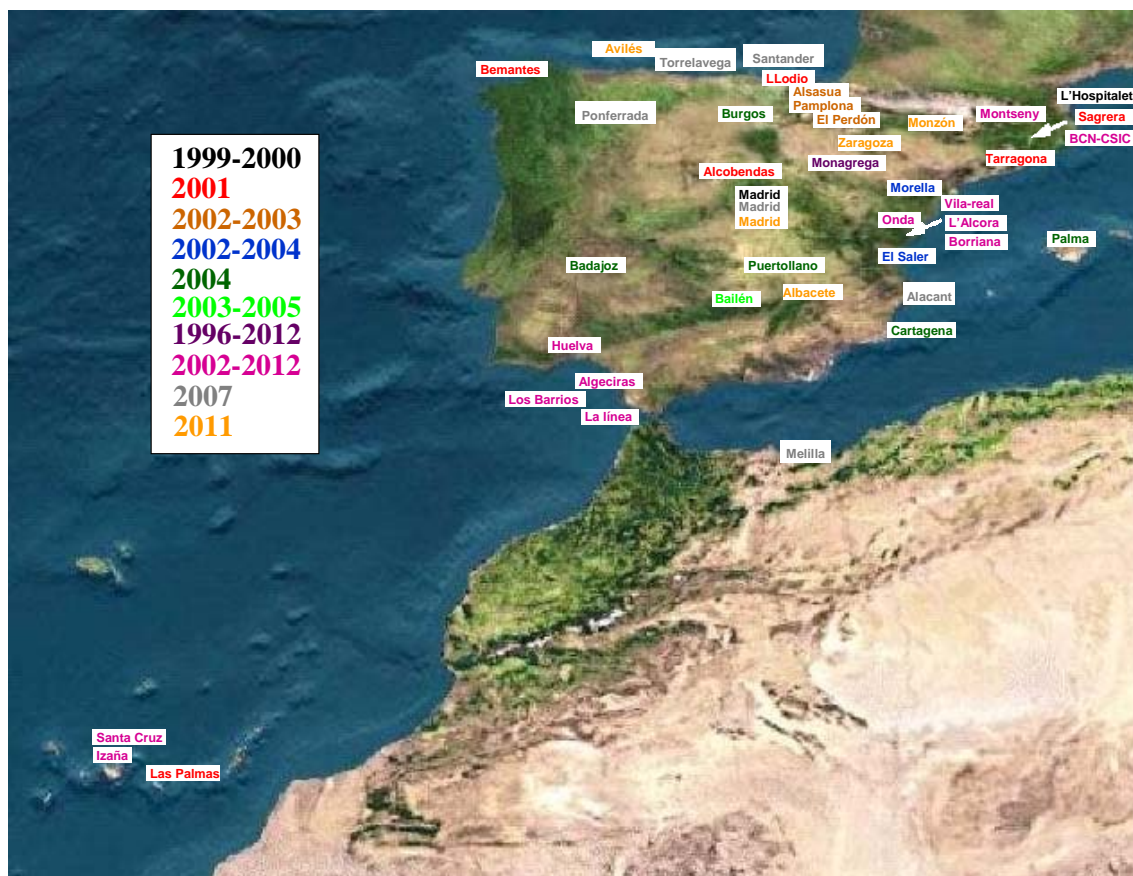 Avilés
Torrelavega
Santander
Bemantes
LLodio
Alsasua
Pamplona
L'Hospitalet
Ponferrada
Burgos
El Perdón
Monzón
Montseny
Sagrera
Zaragoza
BCN-CSIC
Monagrega
Tarragona
Alcobendas
Morella
Madrid
Madrid
Madrid
Vila-real
Onda
L'Alcora
Borriana
Palma
El Saler
Badajoz
Puertollano
Bailén
Albacete
Alacant
Cartagena
Huelva
Algeciras
Los Barrios
La línea
Melilla
Santa Cruz
Izaña
Las Palmas
1999-2000
2001
2002-2003
2002-2004
2004
2003-2005
1996-2012
2002-2012
2007
2011